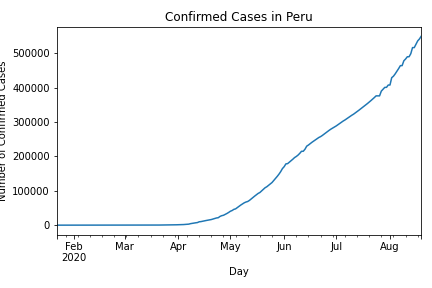 Confirmed Cases in Peru
Number of Confirmed Cases
500000
400000
300000
200000
100000
0
Feb Mar Apr May Jun Jul Aug
2020
Day